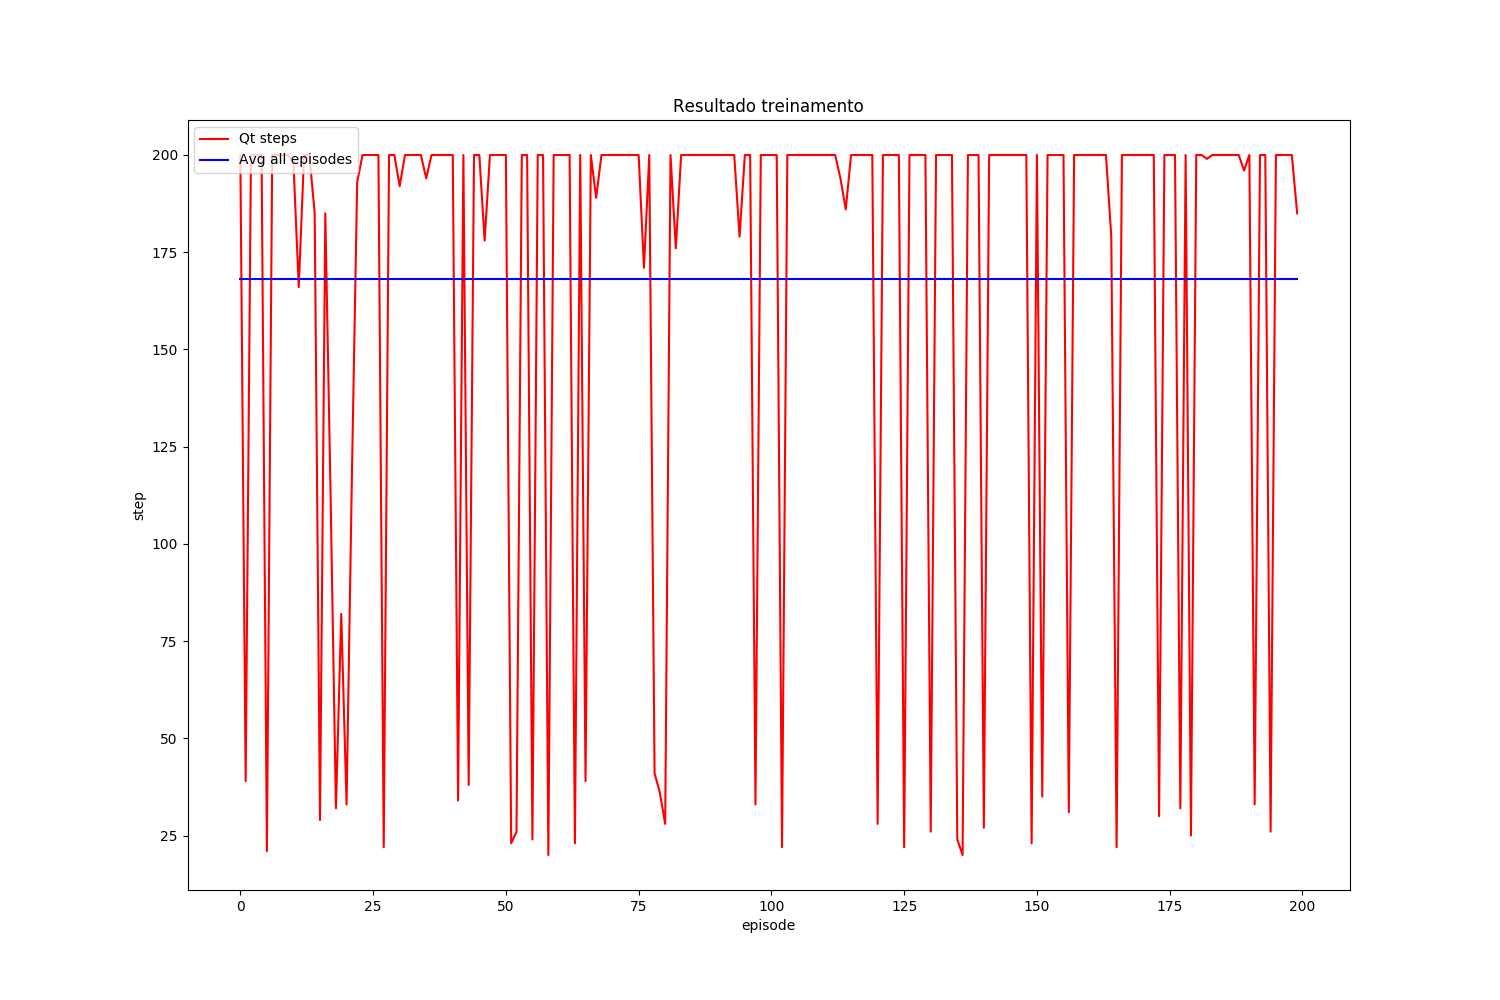 Resultado treinamento
Qt steps
Avg all episodes
200
175
150
125
100
75
50
25
step
0 25 50 75 100 125 150 175 200
episode